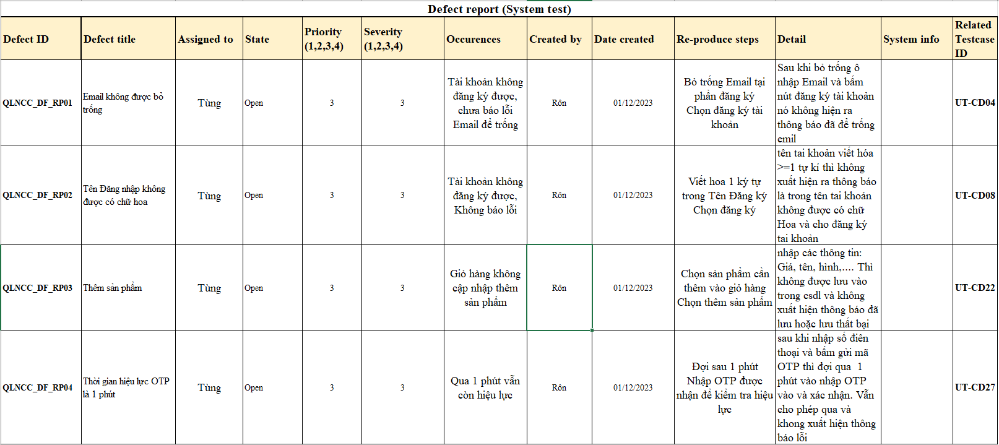 Defect report (System test)
Defect ID
Defect title
Assigned to
State
Priority
(1,2,3,4)
Severity
(1,2,3,4)
Occurences
Created by
Date created
Re-produce steps
Detail
System info
Related
Testcase
ID
QLNCC_DF_RP01
Email không được bỏ
trống
Tùng
Open
3
3
Tài khoản không
đăng ký được,
chưa báo lỗi
Email để trống
Rôn
01/12/2023
Bỏ trống Email tại
phần đăng ký
Chọn đăng ký tài
khoản
Sau khi bỏ trống ô
nhập Email và bấm
nút đăng ký tài khoản
nó không hiện ra
thông báo đã để trống
emil
UT-CD04
QLNCC_DF_RP02
Tên Đăng nhập không
được có chữ hoa
Tùng
Open
3
3
Tài khoản không
đăng ký được,
Không báo lỗi
Rôn
01/12/2023
Viết hoa 1 ký tự
trong Tên Đăng ký
Chọn đăng ký
tên tai khoản viết hóa
>=1 tự kí thì không
xuất hiện ra thông báo
là trong tên tai khoản
không được có chữ
Hoa và cho đăng ký
tai khoản
UT-CD08
QLNCC_DF_RP03
Thêm sản phẩm
Tùng
Open
3
3
Giỏ hàng không
cập nhập thêm
sản phẩm
Rôn
01/12/2023
Chọn sản phẩm cần
thêm vào giỏ hàng
Chọn thêm sản phẩm
nhập các thông tin:
Giá, tên, hình,.... Thì
không được lưu vào
trong csdl và không
xuất hiện thông báo đã
lưu hoặc lưu thất bại
UT-CD22
QLNCC_DF_RP04
Thời gian hiệu lực OTP
là 1 phút
Tùng
Open
3
3
Qua 1 phút vẫn
còn hiệu lực
Rôn
01/12/2023
Đợi sau 1 phút
Nhập OTP được
nhận để kiểm tra hiệu
lực
sau khi nhập số điên
thoại và bấm gửi mã
OTP thì đợi qua  1
phút vào nhập OTP
vào và xác nhận. Vẫn
cho phép qua và
khong xuất hiện thông
báo lỗi
UT-CD27